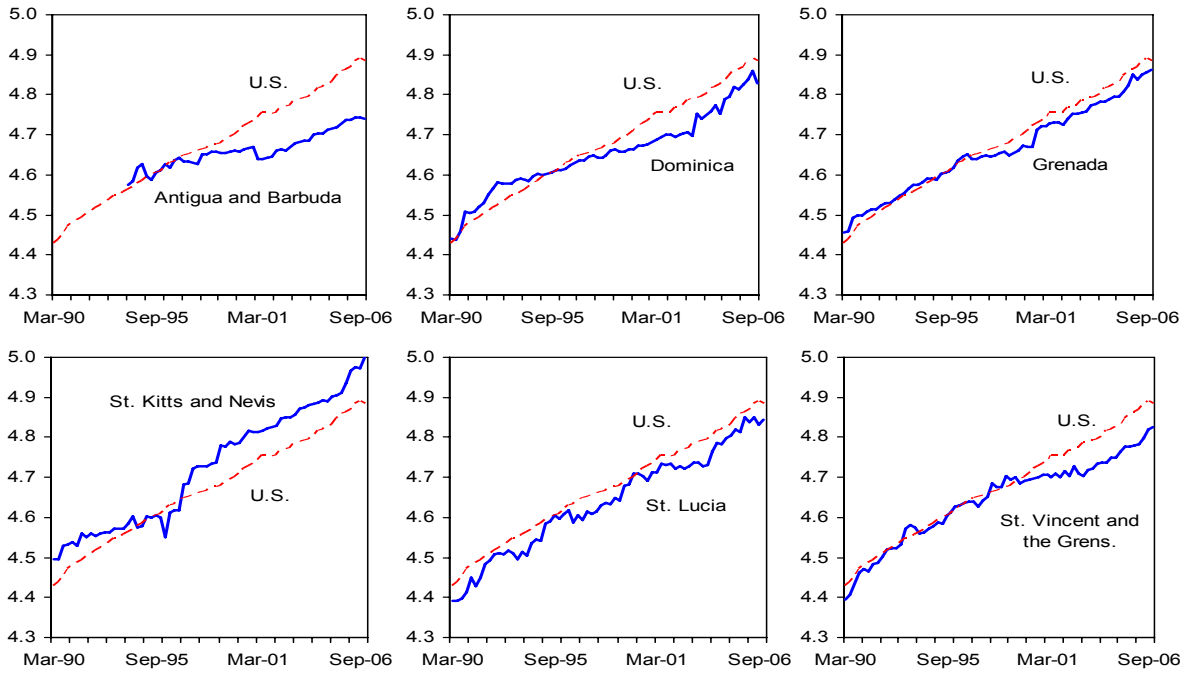 5.0
4.9
4.8
4.7
4.6
4.5
4.4
4.3
U.S.
Antigua and Barbuda
Mar-90 Sep-95 Mar-01 Sep-06
5.0
4.9
4.8
4.7
4.6
4.5
4.4
4.3
U.S.
Dominica
Mar-90 Sep-95 Mar-01 Sep-06
5.0
4.9
4.8
4.7
4.6
4.5
4.4
4.3
U.S.
Grenada
Mar-90 Sep-95 Mar-01 Sep-06
5.0
4.9
4.8
4.7
4.6
4.5
4.4
4.3
St. Kitts and Nevis
U.S.
Mar-90 Sep-95 Mar-01 Sep-06
5.0
4.9
4.8
4.7
4.6
4.5
4.4
4.3
U.S.
St. Lucia
Mar-90 Sep-95 Mar-01 Sep-06
5.0
4.9
4.8
4.7
4.6
4.5
4.4
4.3
U.S.
St. Vincent and
the Grens.
Mar-90 Sep-95 Mar-01 Sep-06